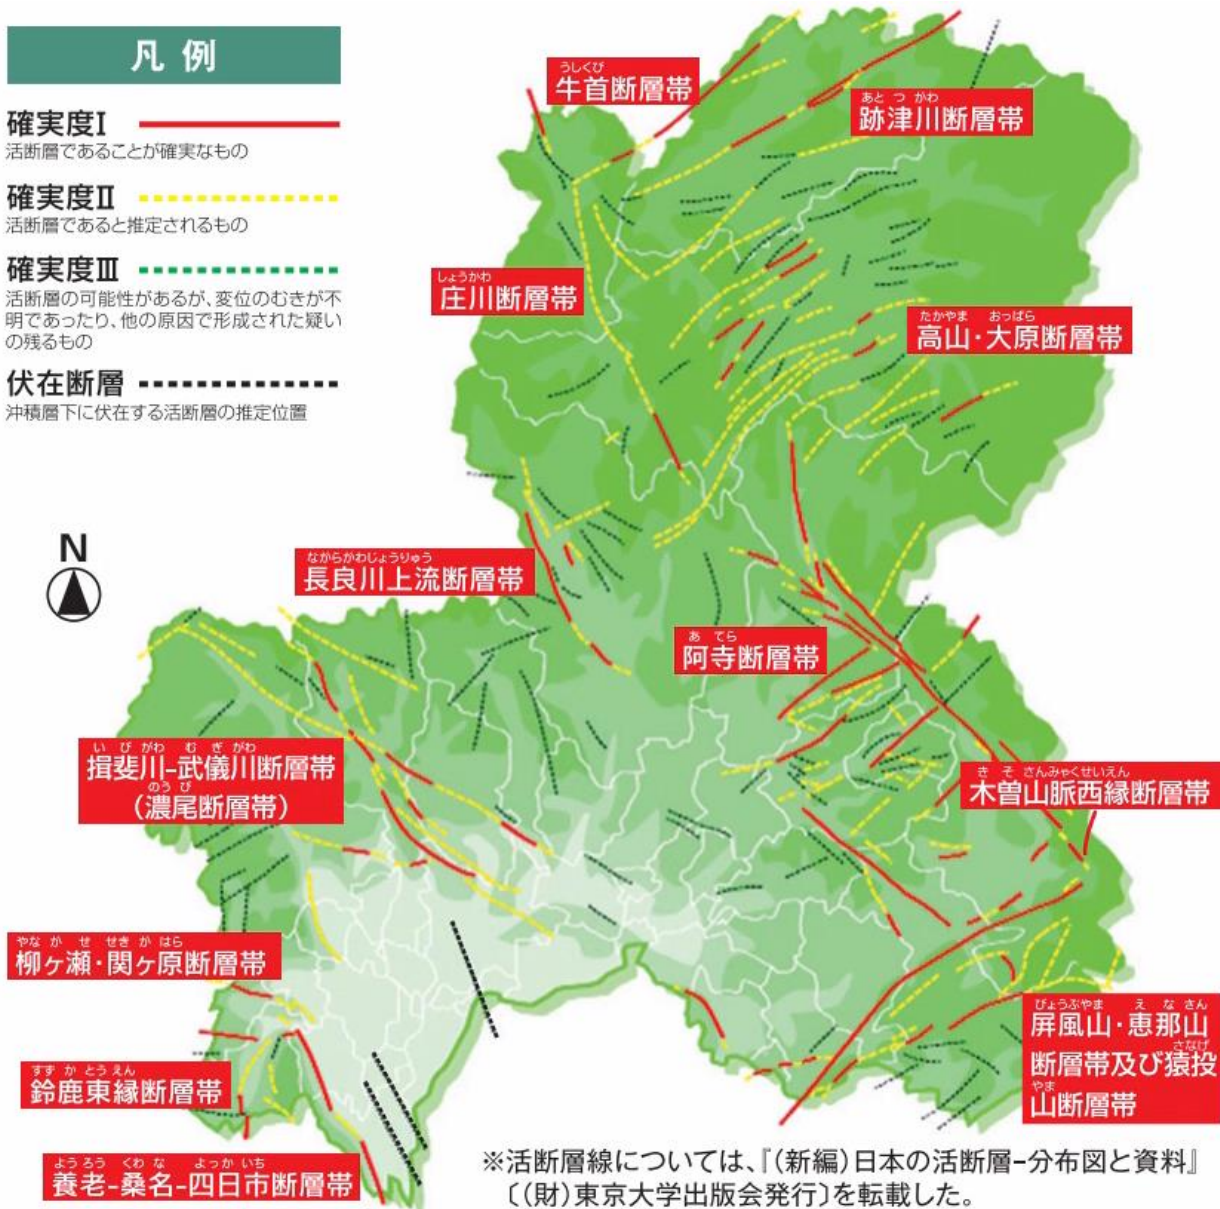 凡例
確実度Ⅰ
活断層であることが確実なもの
確実度Ⅱ
活断層であると推定されるもの
確実度Ⅲ
活断層の可能性があるが、変位のむきが不
明であったり、他の原因で形成された疑い
の残るもの
伏在断層
沖積層下に伏在する活断層の推定位置
N
うしくび
牛首断層帯
あとつがわ
跡津川断層帯
しょうかわ
庄川断層帯
たかやま おっぱら
高山・大原断層帯
ながらがわじょうりゅう
長良川上流断層帯
あてら
阿寺断層帯
いびがわ むぎがわ
揖斐川-武儀川断層帯
のうび
(濃尾断層帯)
きそさんみゃくせいえん
木曽山脈西縁断層帯
やながせ せきがはら
柳ヶ瀬・関ヶ原断層帯
びょうぶやま えなさん
屏風山・恵那山
さなげ
断層帯及び猿投
やま
山断層帯
すずかとうえん
鈴鹿東縁断層帯
ようろう くわな よっかいち
養老-桑名-四日市断層帯
※活断層線については、『(新編)日本の活断層-分布図と資料』
〔(財)東京大学出版会発行〕を転載した。